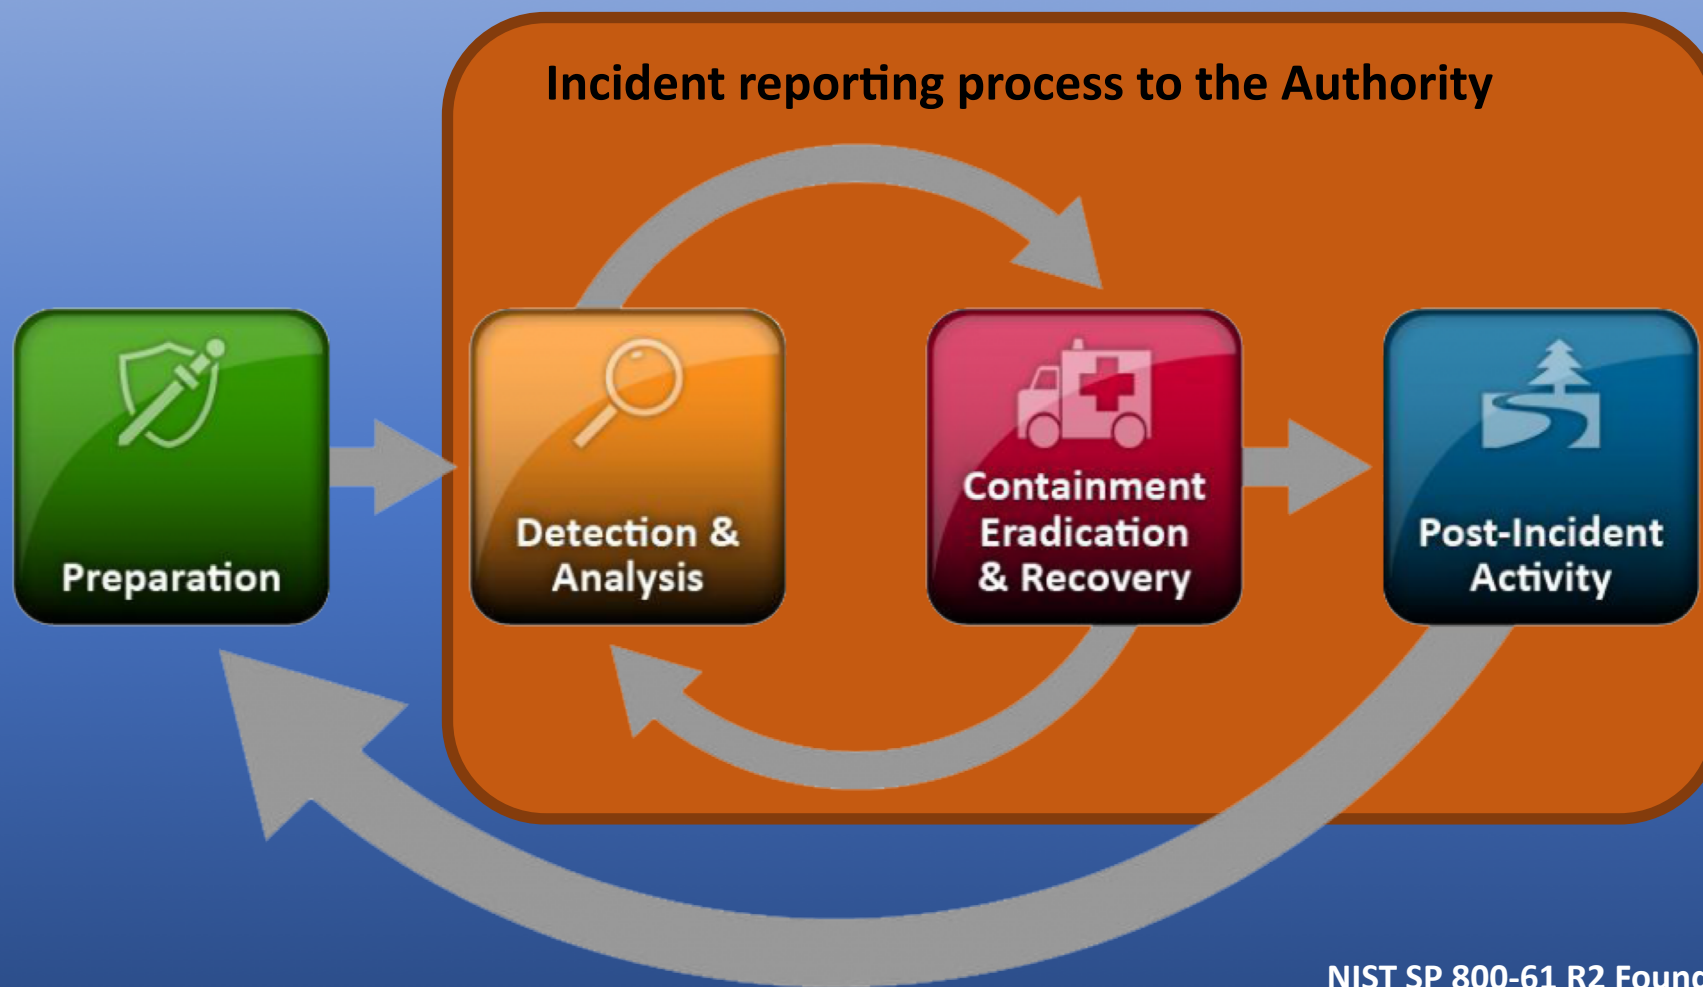 Incident reporting process to the Authority
Preparation
Detection &
Analysis
Containment
Eradication
& Recovery
Post-Incident
Activity
NIST SP 800-61 R2 Found